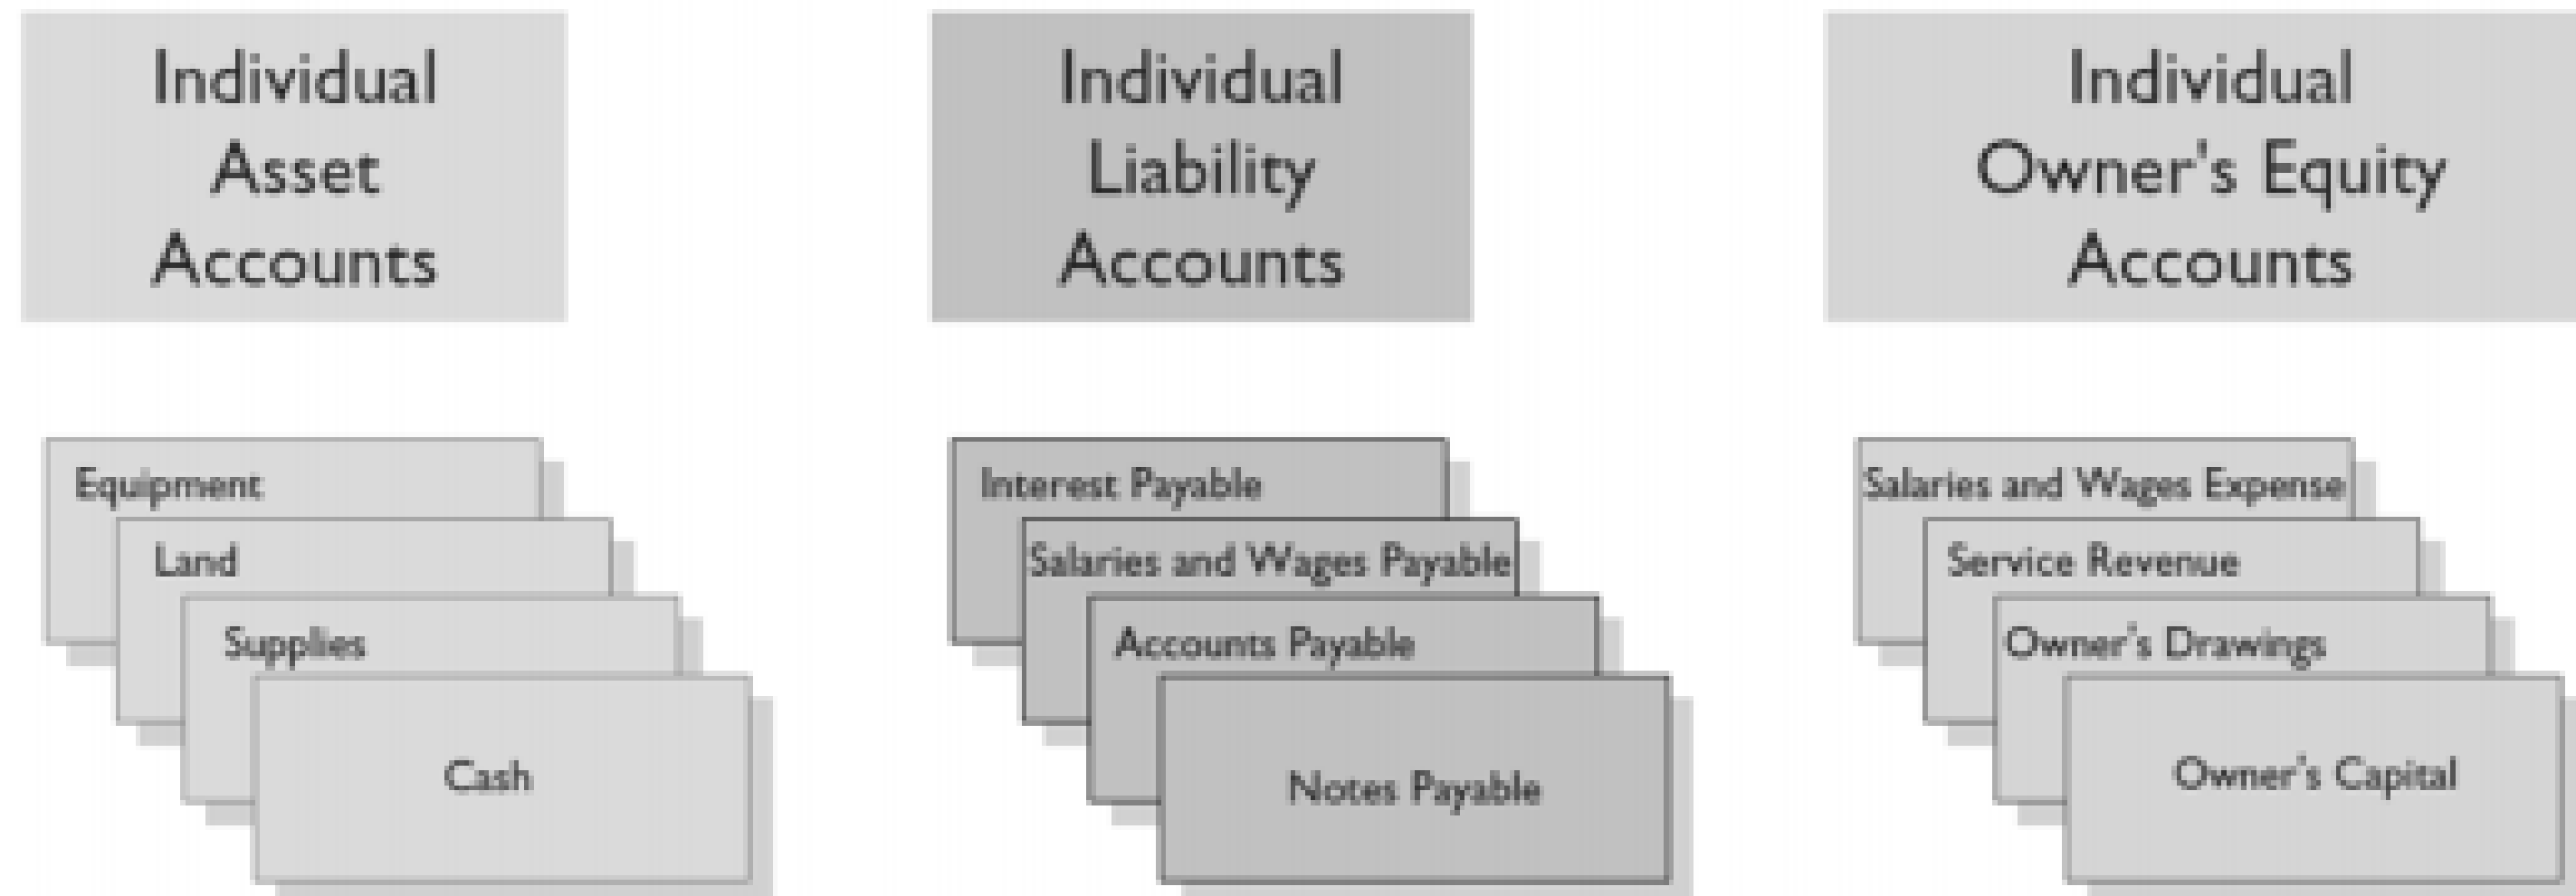 Individual
Asset
Accounts
Individual
Liability
Accounts
Individual
Owner's Equity
Accounts
Equipment
Land
Supplies
Cash
Interest Payable
Salaries and Wages Payable
Accounts Payable
Notes Payable
Salaries and Wages Expense
Service Revenue
Owner's Drawings
Owner's Capital